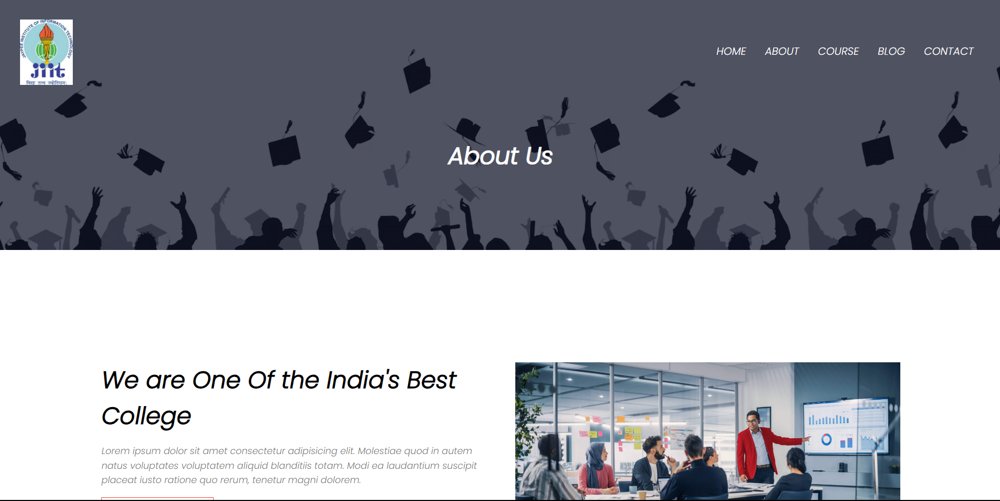 JAYPEE INSTITUTE OF INFORMATION TECHNOLOGY
jiit
विद्या तत्व ज्योतिसमः
HOME ABOUT COURSE BLOG CONTACT
About Us
We are One Of the India's Best
College
Lorem ipsum dolor sit amet consectetur adipisicing elit. Molestiae quod in autem
natus voluptates voluptatem aliquid blanditiis totam. Modi ea laudantium suscipit
placeat iusto ratione quo rerum, tenetur magni dolorem.